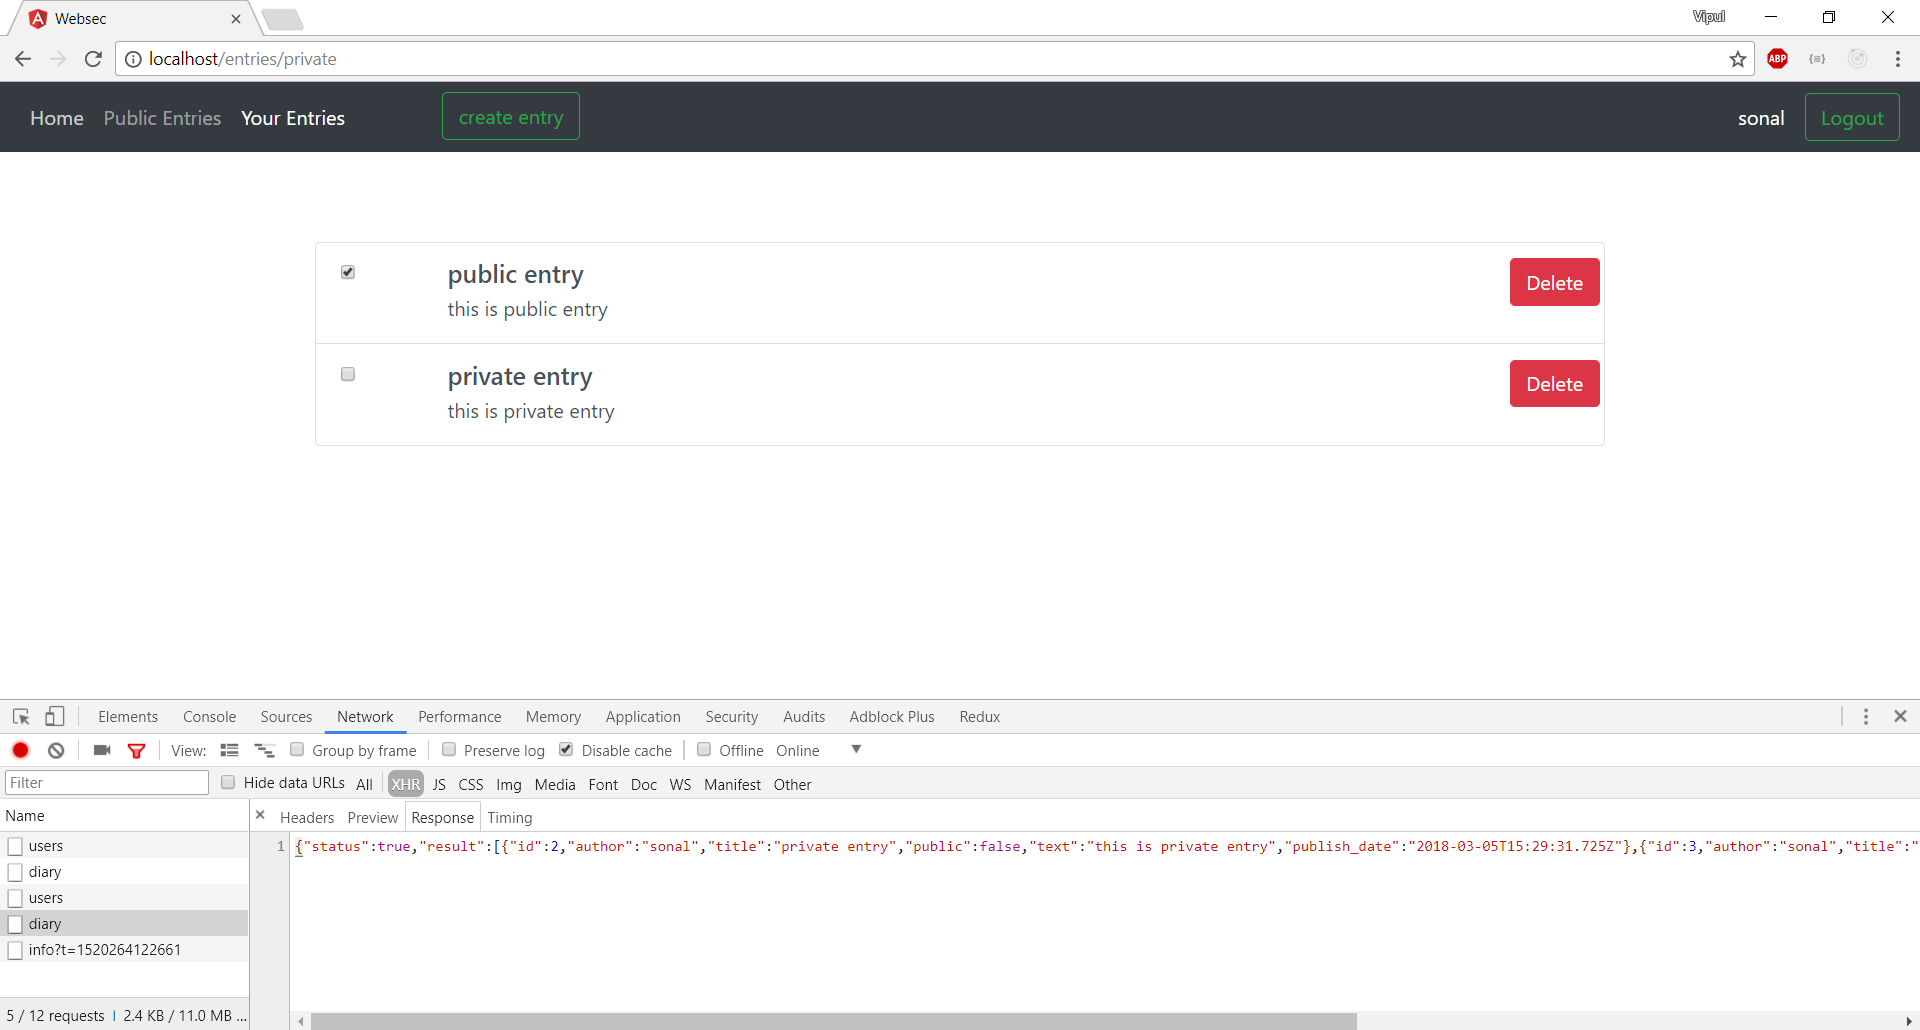 Websec
Vipul
localhost/entries/private
ABP
Home Public Entries Your Entries create entry sonal Logout
public entry
this is public entry
Delete
private entry
this is private entry
Delete
Elements Console Sources Network Performance Memory Application Security Audits Adblock Plus Redux
View: Group by frame Preserve log Disable cache Offline Online
Filter Hide data URLs All XHR JS CSS Img Media Font Doc WS Manifest Other
Name
Headers Preview Response Timing
users
diary
users
diary
info?t=1520264122661
1 {"status":true,"result":[{"id":2,"author":"sonal","title":"private entry","public":false,"text":"this is private entry","publish_date":"2018-03-05T15:29:31.725Z"},{"id":3,"author":"sonal","title":"
5 / 12 requests | 2.4 KB / 11.0 MB ...